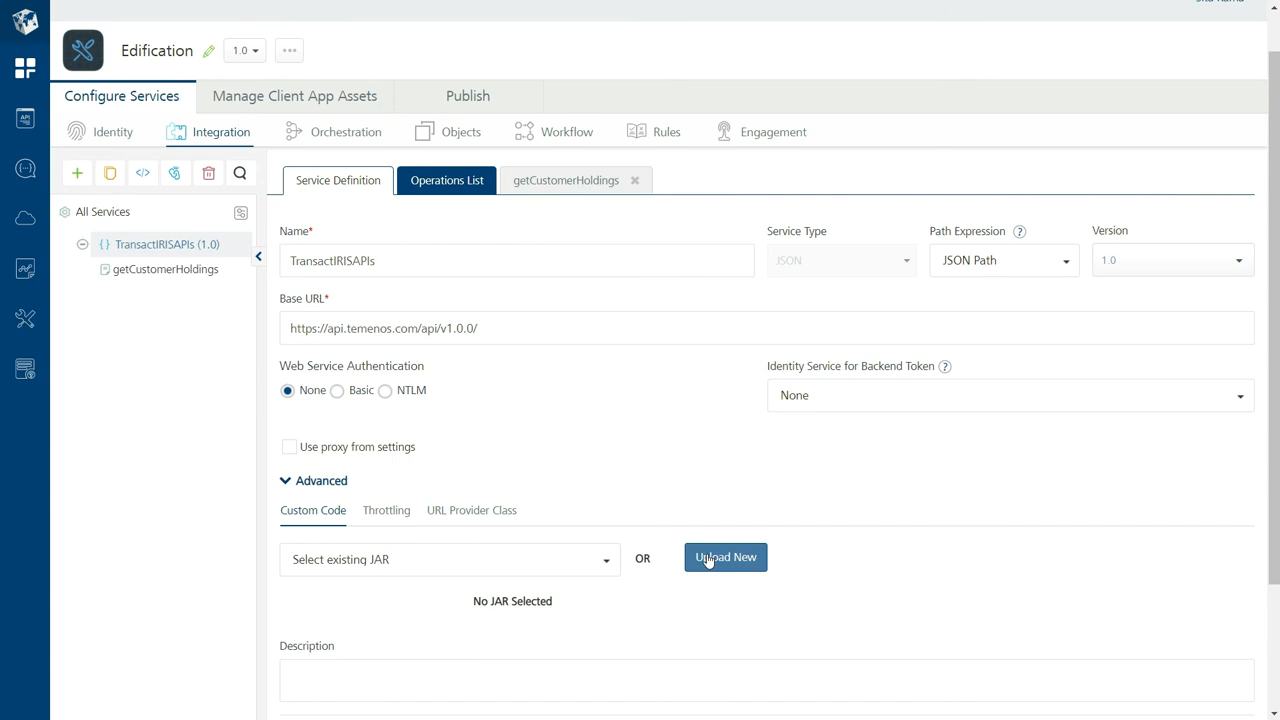 Edification
1.0
API
Configure Services
Manage Client App Assets
Publish
Identity
Integration
Orchestration
Objects
Workflow
Rules
Engagement
Service Definition
Operations List
getCustomerHoldings
All Services
TransactIRISAPIs (1.0)
getCustomerHoldings
Name*
Service Type
Path Expression ?
Version
TransactIRISAPIs
JSON
JSON Path
1.0
Base URL*
https://api.temenos.com/api/v1.0.0/
Web Service Authentication
Identity Service for Backend Token ?
None Basic NTLM
None
Use proxy from settings
Advanced
Custom Code
Throttling
URL Provider Class
Select existing JAR
OR
Upload New
No JAR Selected
Description